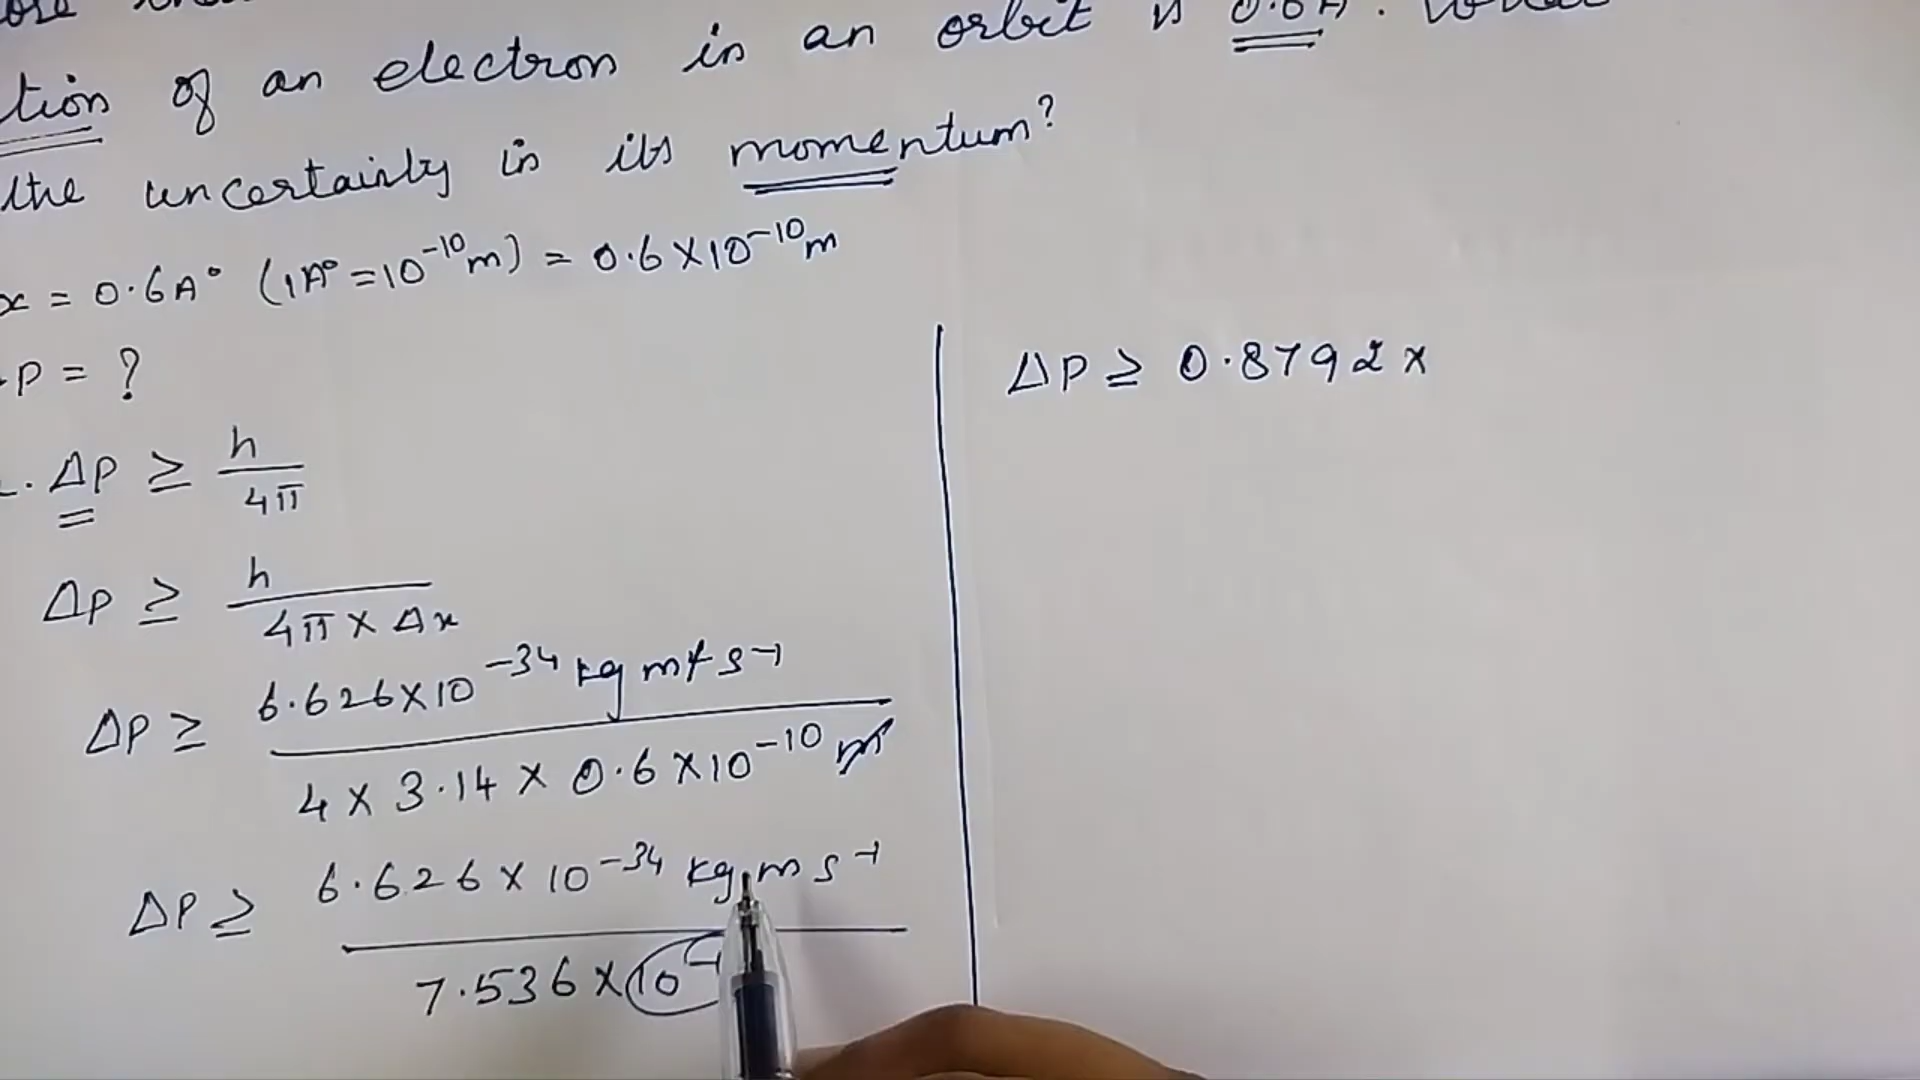 tion of an electron in an orbit is 0.6A°.
the uncertainty in its momentum?
x = 0.6A° (1A° = 10⁻¹⁰m) = 0.6 × 10⁻¹⁰m
P = ?
. ΔP ≥ h / 4π
ΔP ≥ h / 4π × Δx
ΔP ≥ 6.626 × 10⁻³⁴ kg m² s⁻¹ / 4 × 3.14 × 0.6 × 10⁻¹⁰ m
ΔP ≥ 6.626 × 10⁻³⁴ kg m s⁻¹ / 7.536 × 10
ΔP ≥ 0.8792 ×